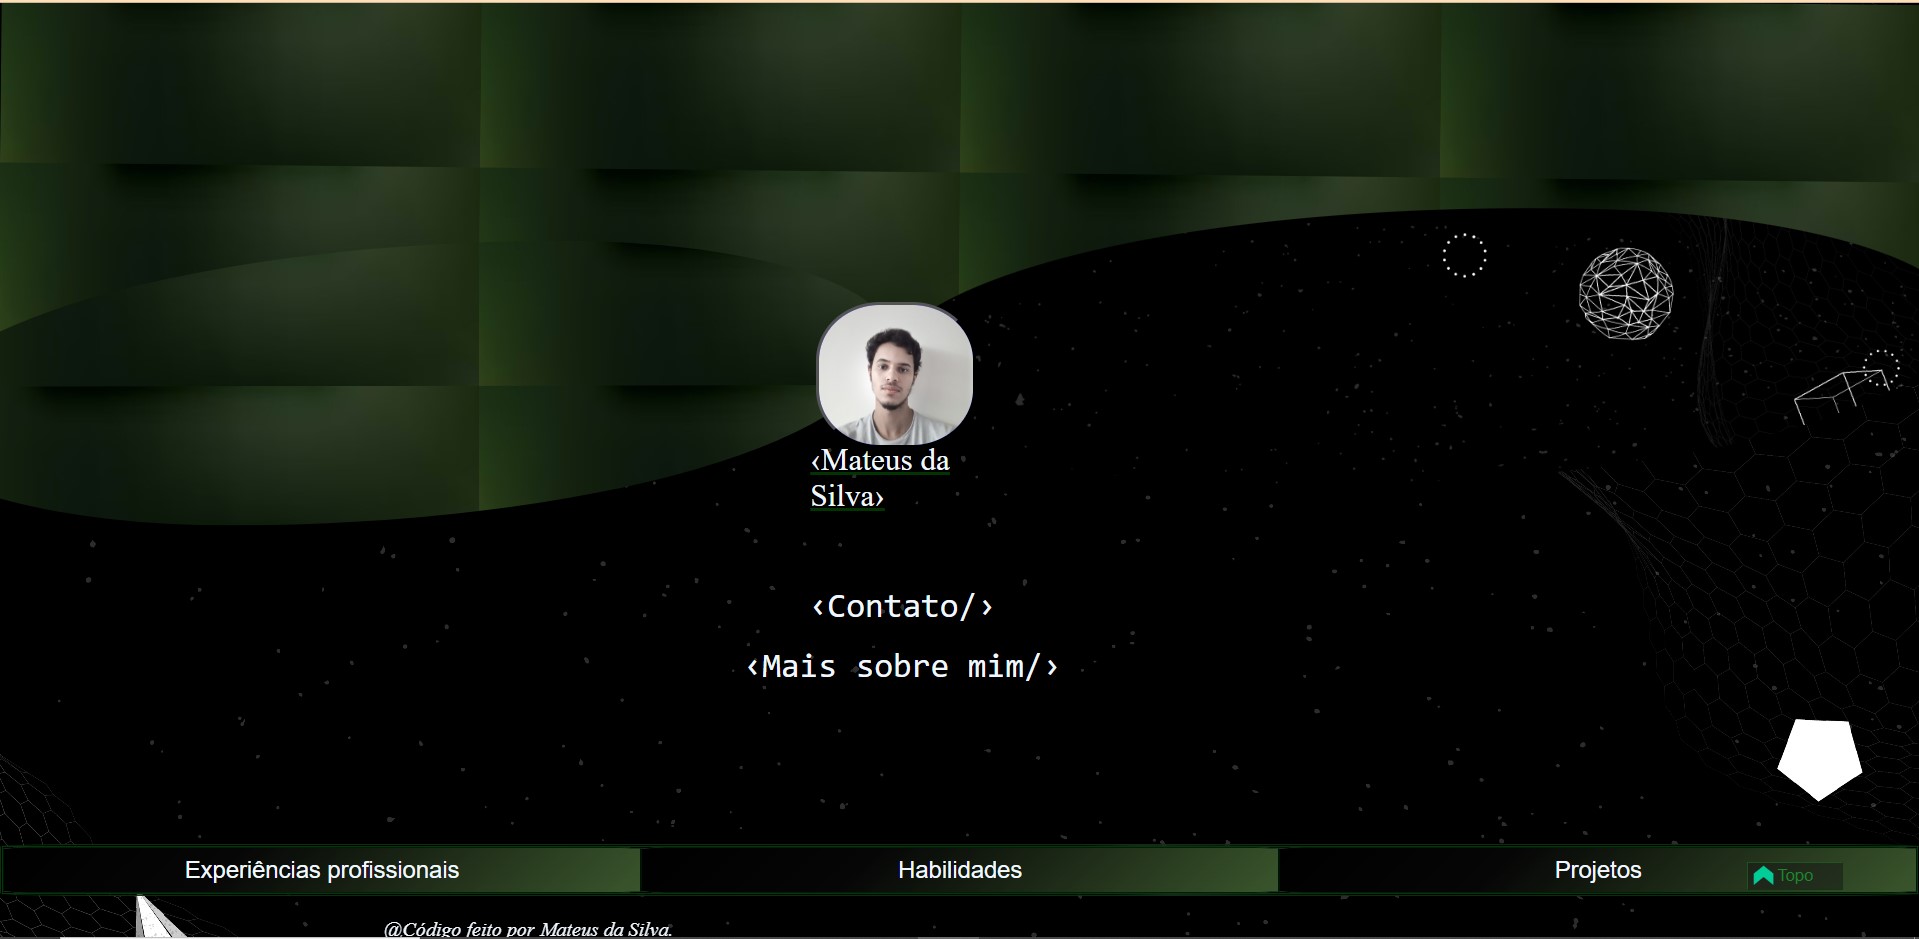 ‹Mateus da
Silva›
‹Contato/›
‹Mais sobre mim/›
Experiências profissionais
Habilidades
Projetos
Topo
@Código feito por Mateus da Silva.